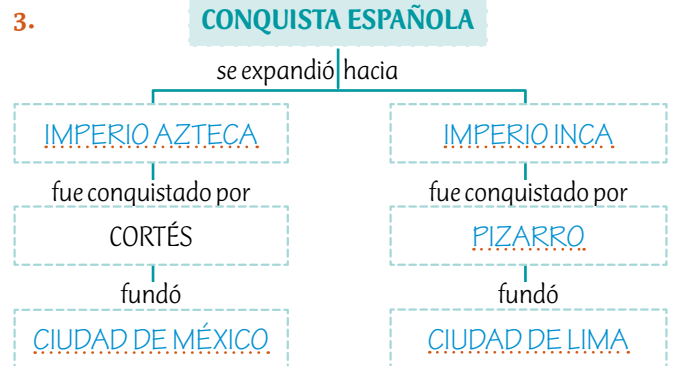 3.
CONQUISTA ESPAÑOLA
se expandió hacia
IMPERIO AZTECA
IMPERIO INCA
fue conquistado por
fue conquistado por
CORTÉS
PIZARRO
fundó
fundó
CIUDAD DE MÉXICO
CIUDAD DE LIMA